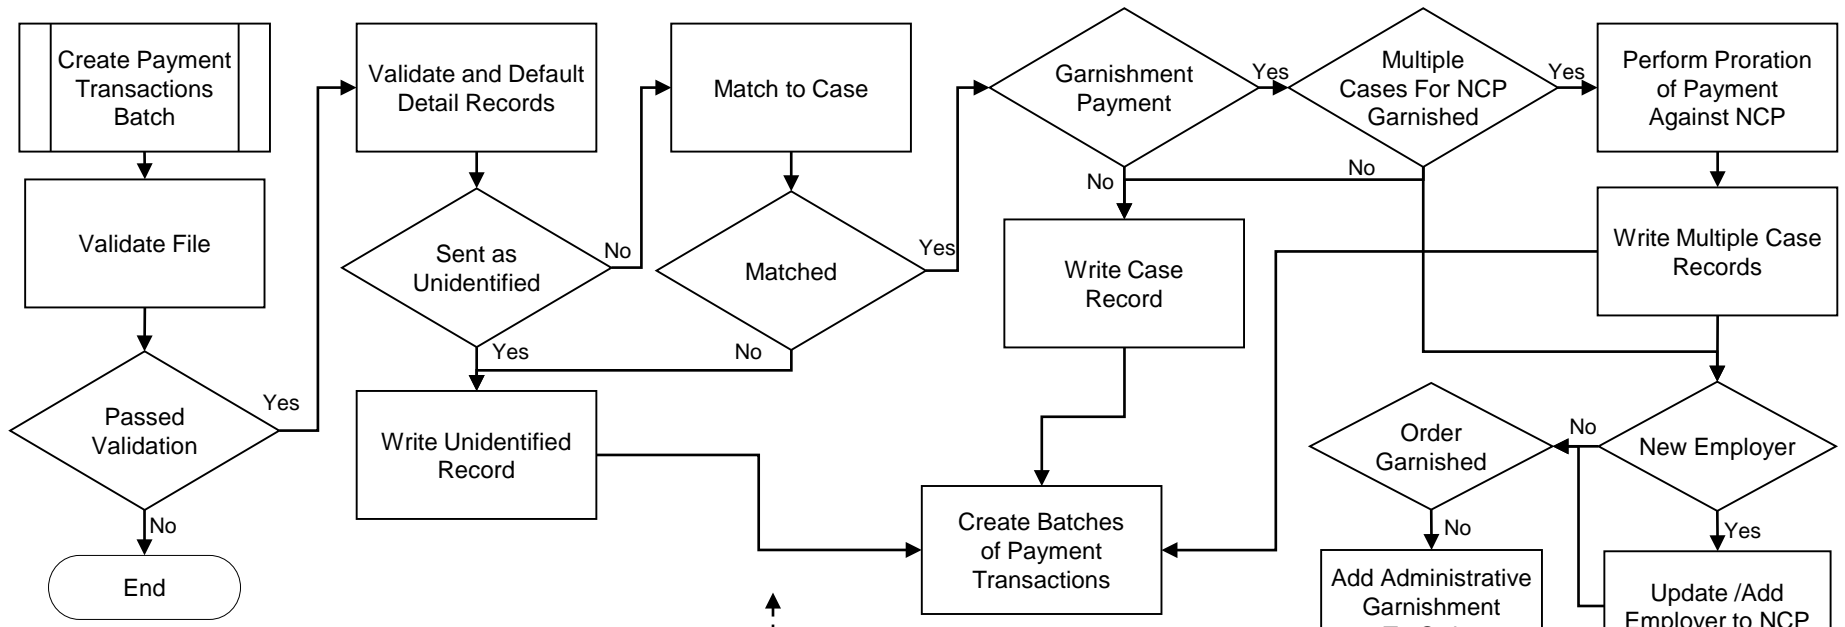 Create Payment
Transactions
Batch
Validate File
Passed
Validation
Yes
No
End
Validate and Default
Detail Records
Sent as
Unidentified
No
Yes
Write Unidentified
Record
Match to Case
Matched
Yes
No
Garnishment
Payment
Yes
No
Write Case
Record
Create Batches
of Payment
Transactions
Multiple
Cases For NCP
Garnished
Yes
No
Perform Proration
of Payment
Against NCP
Write Multiple Case
Records
New Employer
No
Yes
Order
Garnished
No
Add Administrative
Garnishment
Update /Add
Employer to NCP